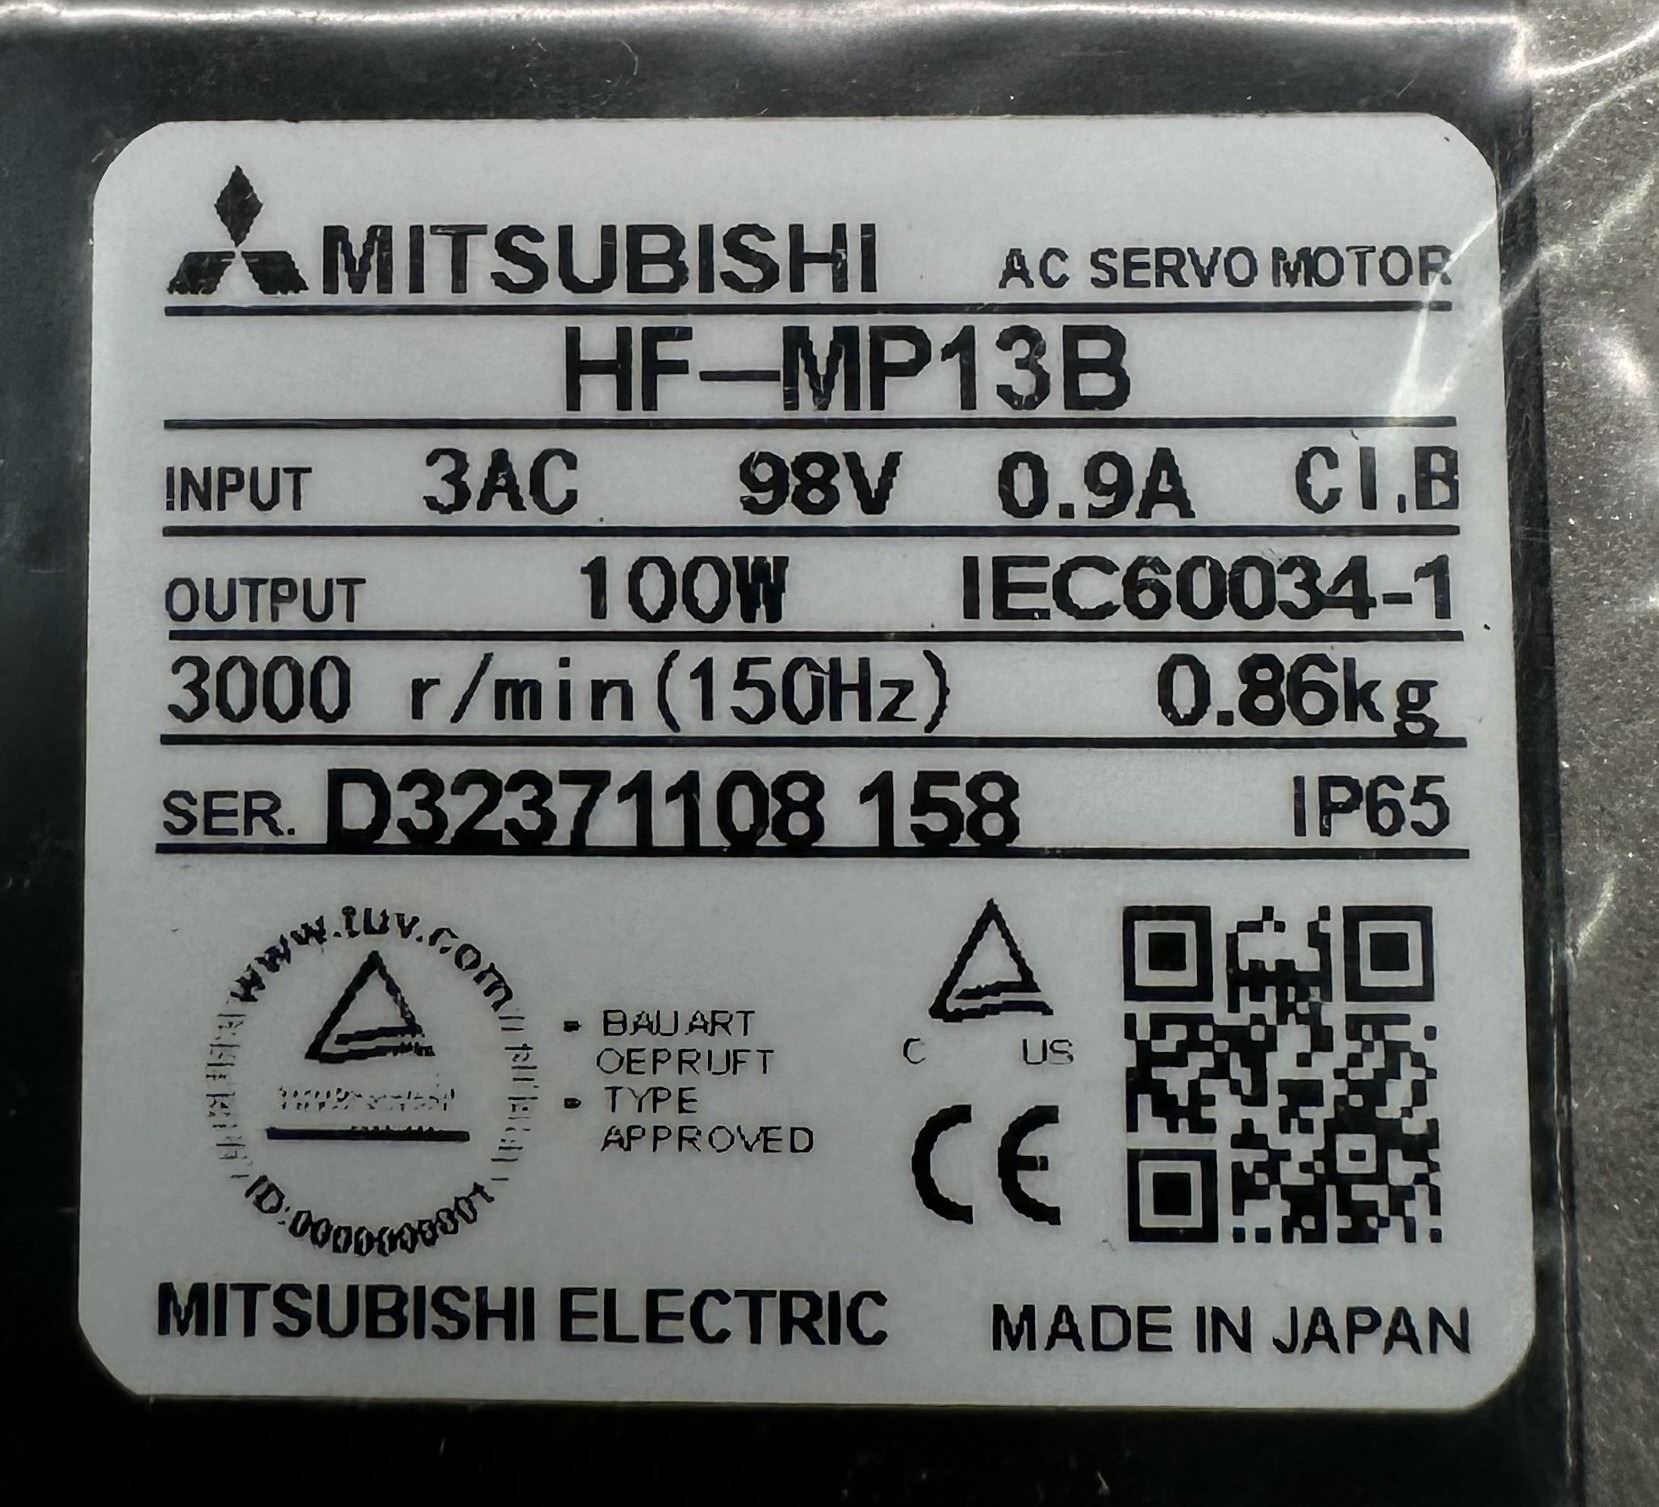 MITSUBISHI AC SERVO MOTOR
HF-MP13B
INPUT 3AC 98V 0.9A CI.B
OUTPUT 100W IEC60034-1
3000 r/min(150Hz) 0.86kg
SER. D32371108 158 IP65
www.tuv.com
BAUART
OEPRUFT
TYPE
APPROVED
C US
CE
MITSUBISHI ELECTRIC MADE IN JAPAN